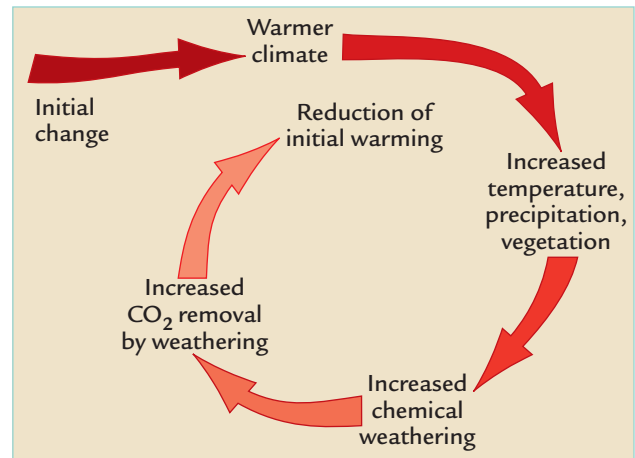 Warmer
climate
Initial
change
Reduction of
initial warming
Increased
temperature,
precipitation,
vegetation
Increased
CO₂ removal
by weathering
Increased
chemical
weathering